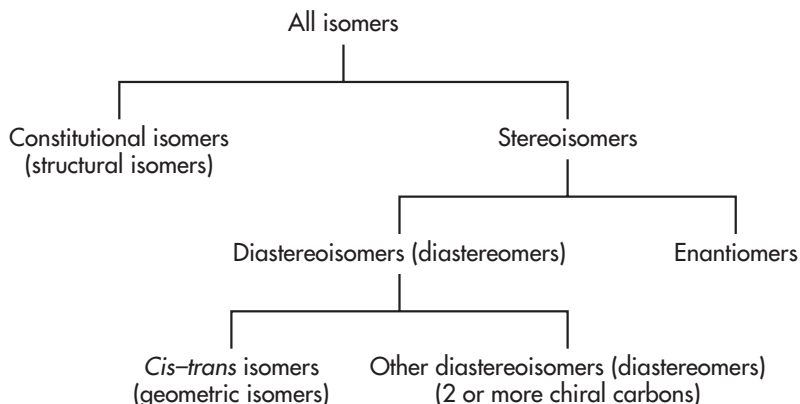 All isomers
Constitutional isomers
(structural isomers)
Stereoisomers
Diastereoisomers (diastereomers)
Enantiomers
Cis–trans isomers
(geometric isomers)
Other diastereoisomers (diastereomers)
(2 or more chiral carbons)